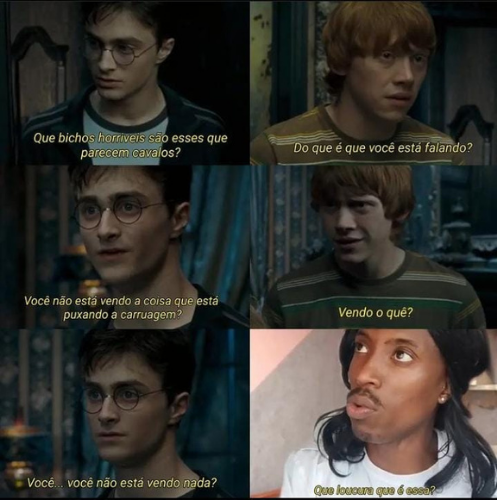 Que bichos horríveis são esses que
parecem cavalos?
Do que é que você está falando?
Você não está vendo a coisa que está
puxando a carruagem?
Vendo o quê?
Você... você não está vendo nada?
Que loucura que é essa?